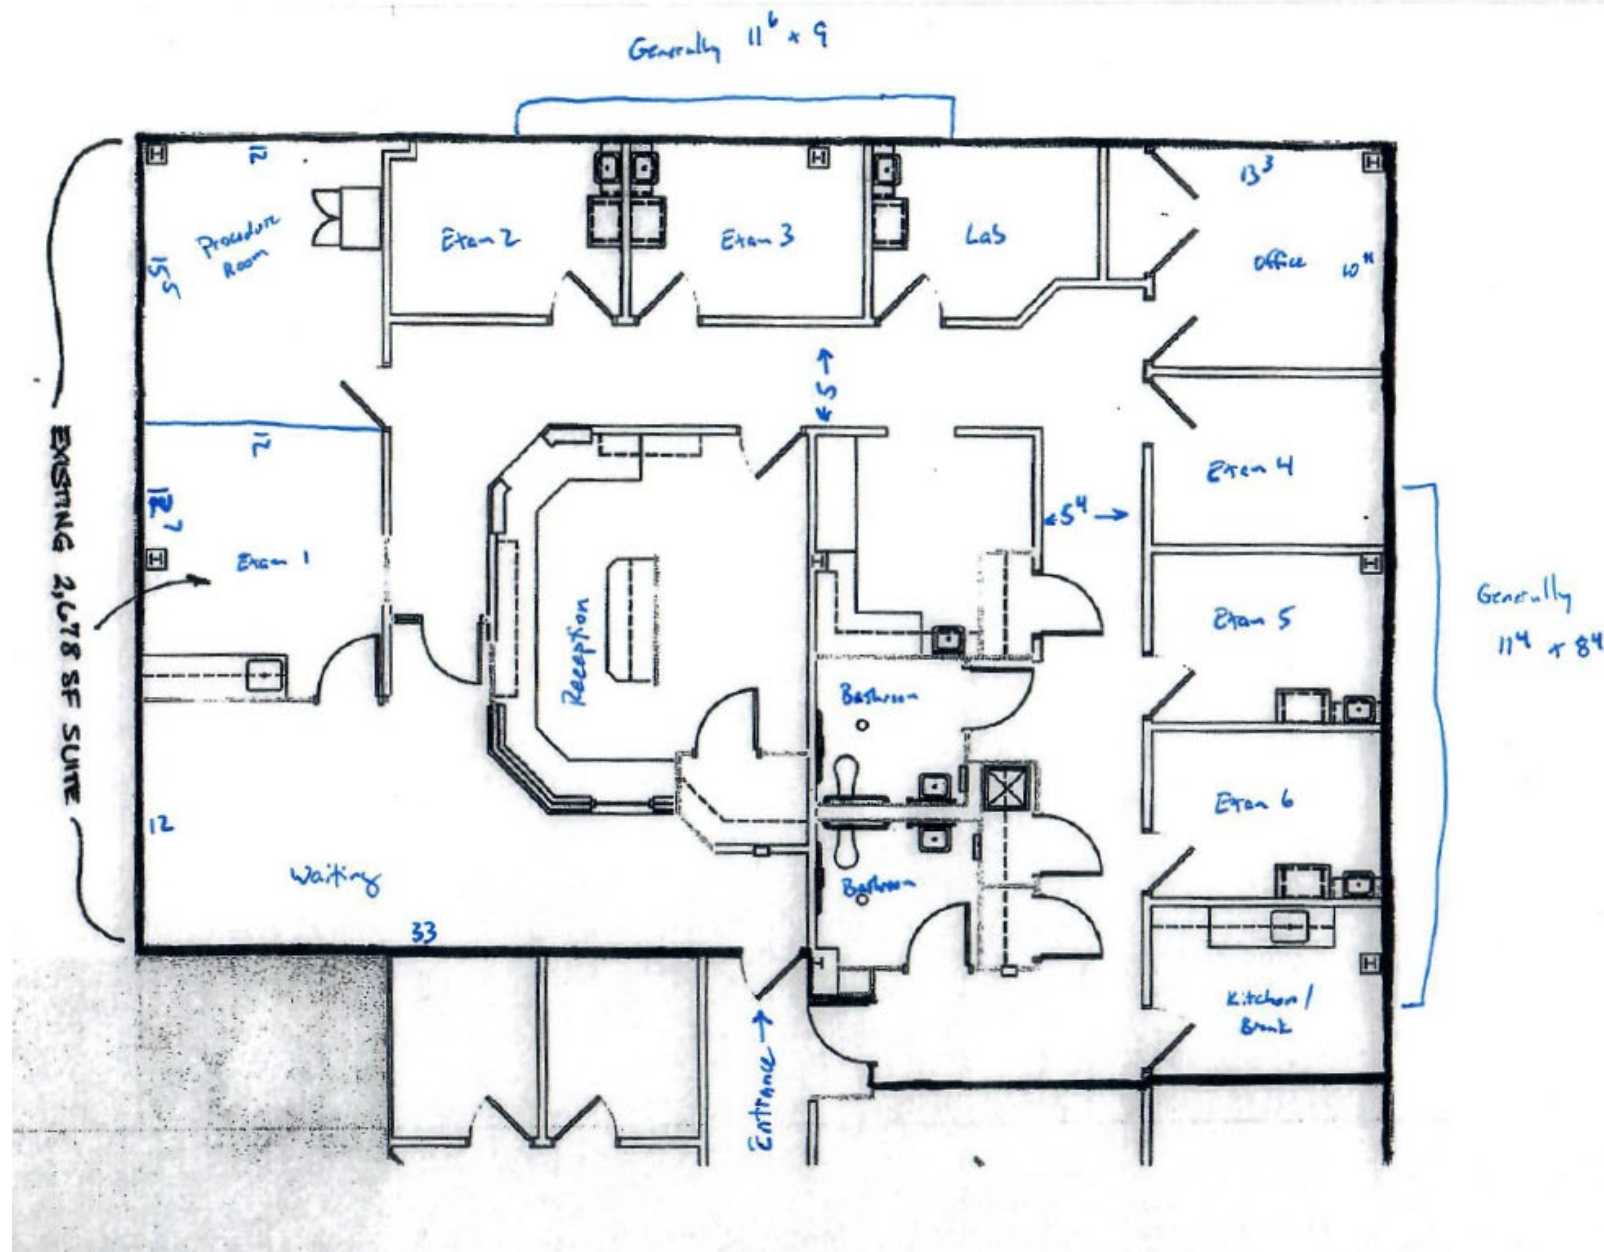 Generally 11⁶ x 9
12
13³
Procedure
Room
Exam 2
Exam 3
Lab
Office
10¹¹
15⁵
5
12
Exam 4
5⁴
12⁷
Exam 1
Exam 5
Generally
11⁴ x 8⁴
EXISTING 2,678 SF SUITE
Reception
Bathroom
Exam 6
12
Waiting
Bathroom
33
Kitchen/
Break
Entrance